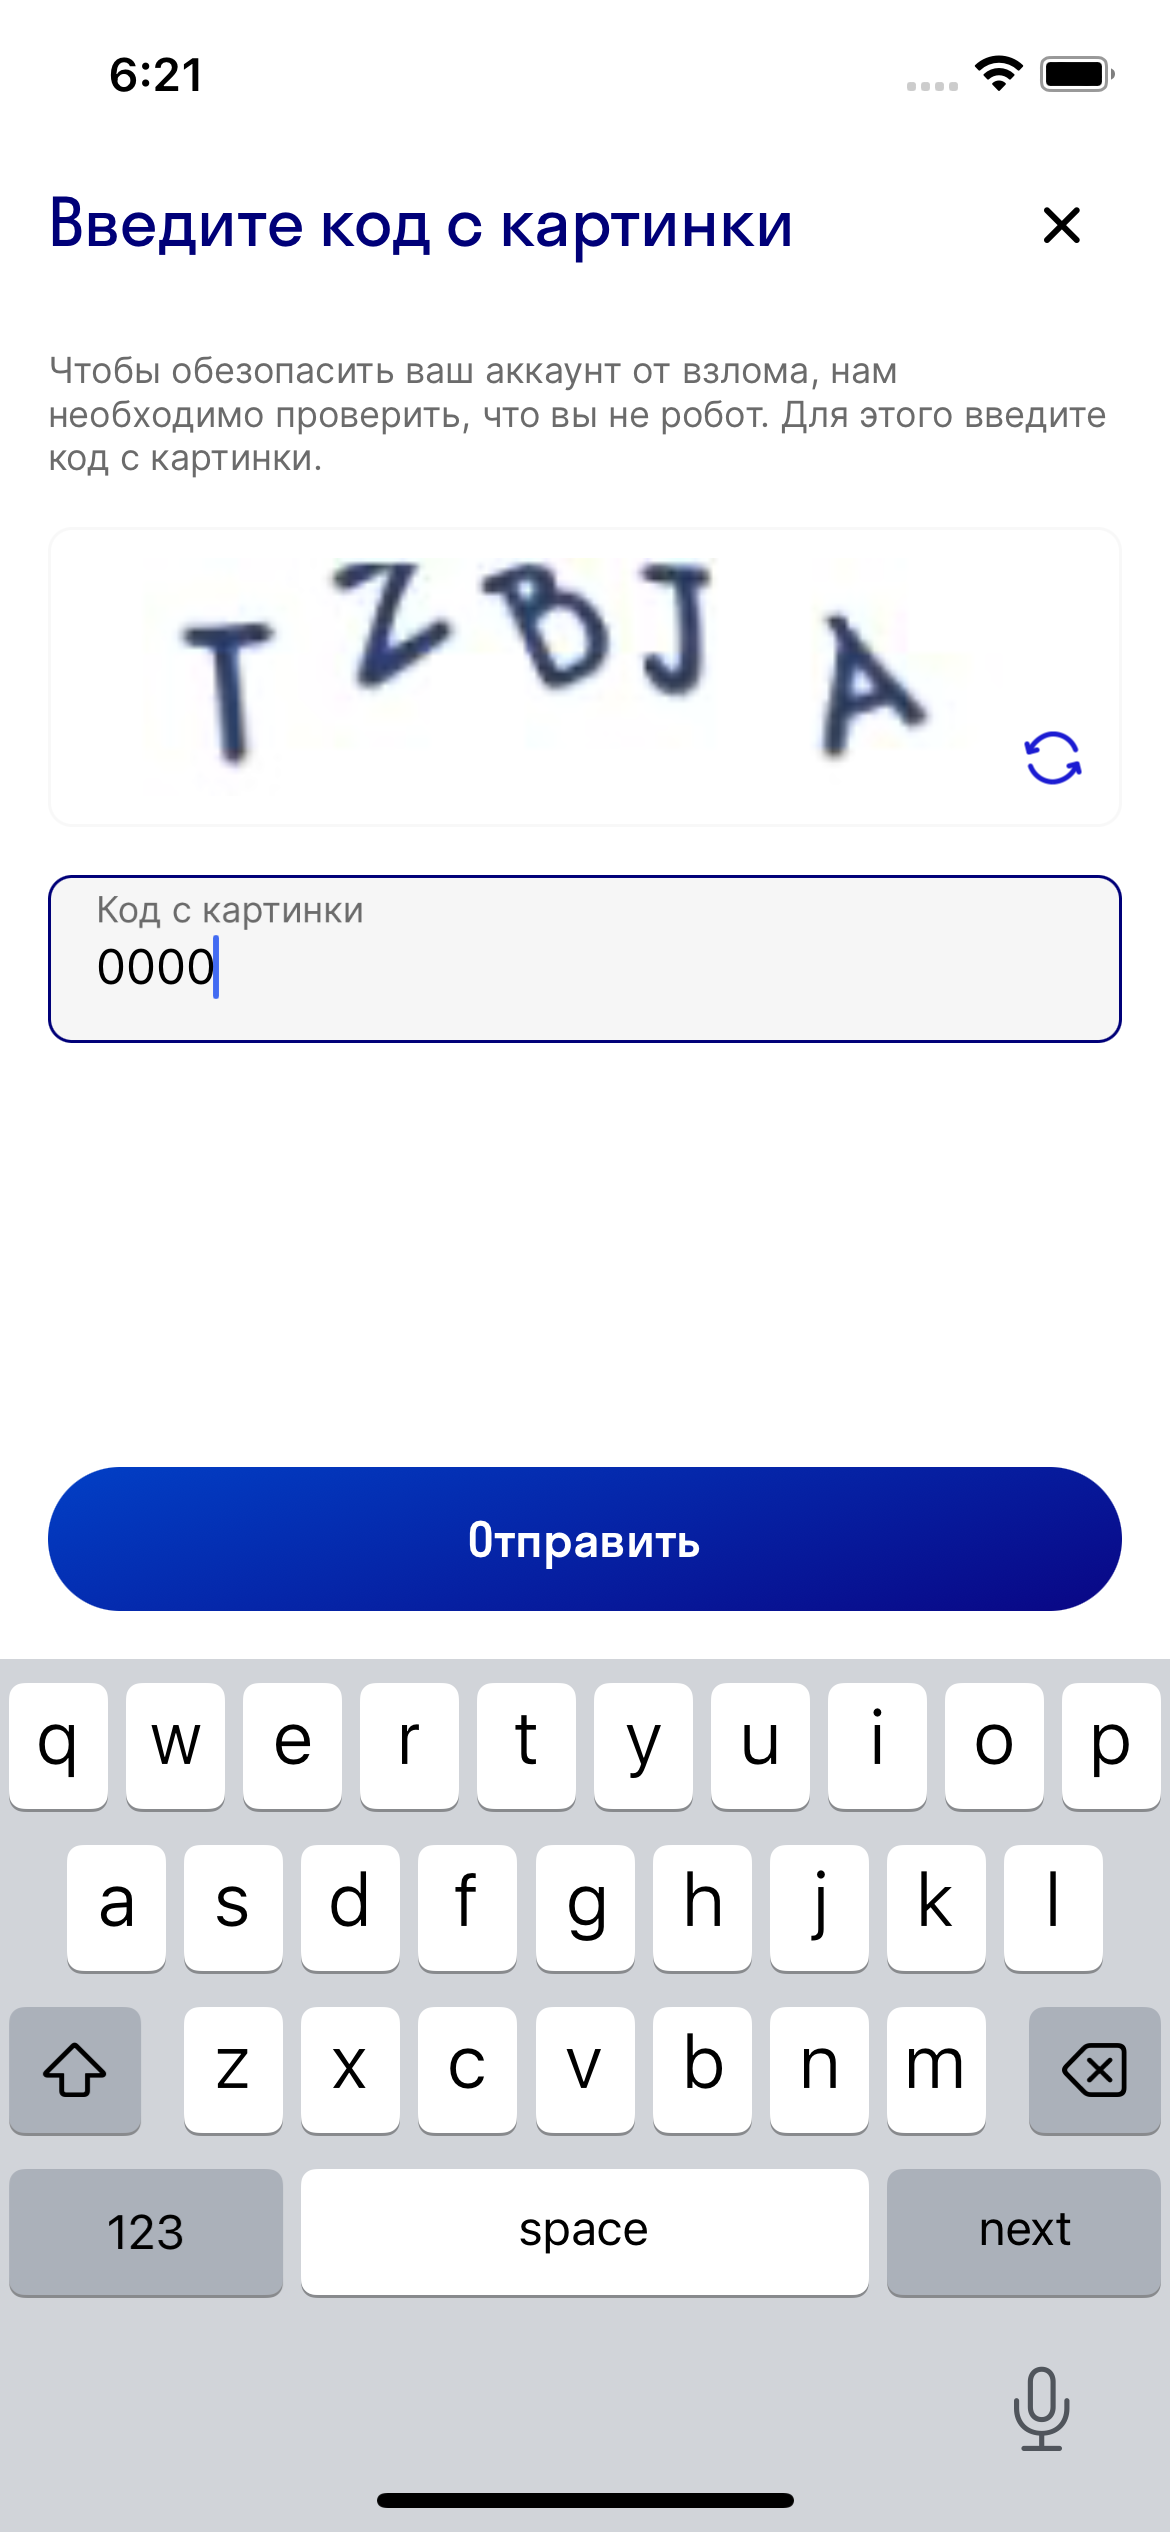 6:21
Введите код с картинки
Чтобы обезопасить ваш аккаунт от взлома, нам
необходимо проверить, что вы не робот. Для этого введите
код с картинки.
T Z B J A
Код с картинки
0000
Отправить
q w e r t y u i o p
a s d f g h j k l
z x c v b n m
123 space next